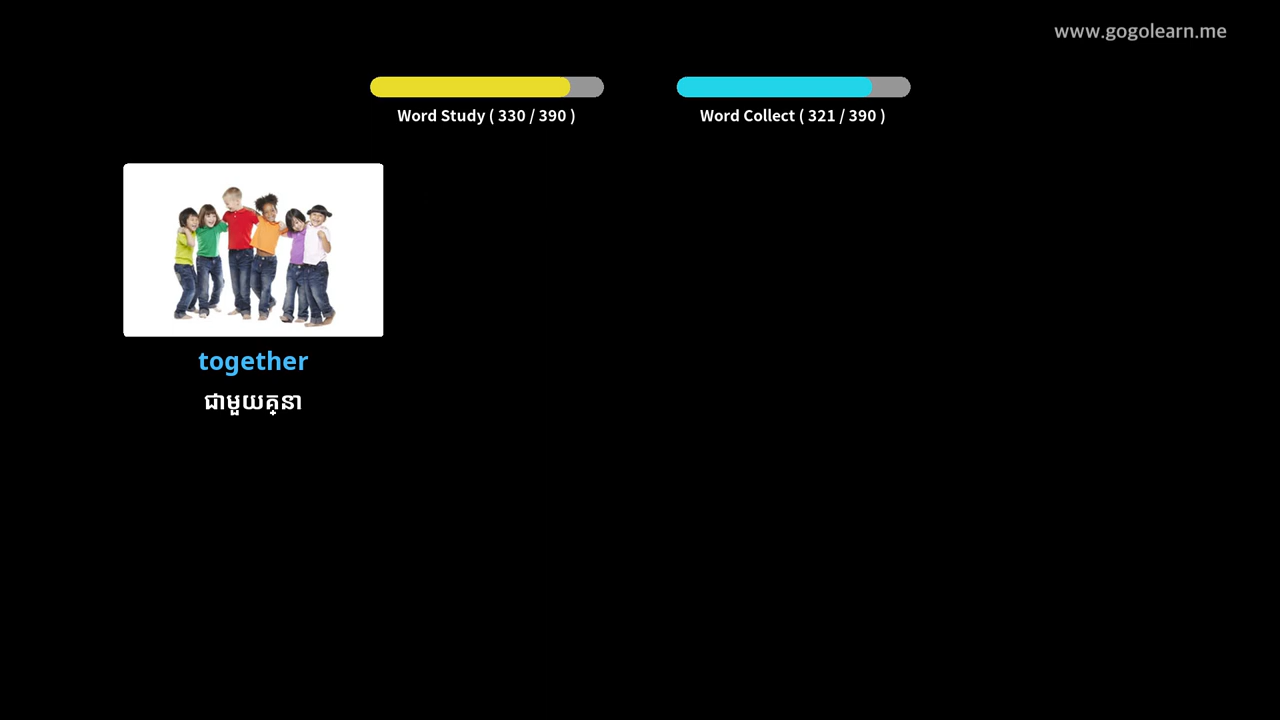 www.gogolearn.me
Word Study ( 330 / 390 )
Word Collect ( 321 / 390 )
together
ជាមួយគ្នា